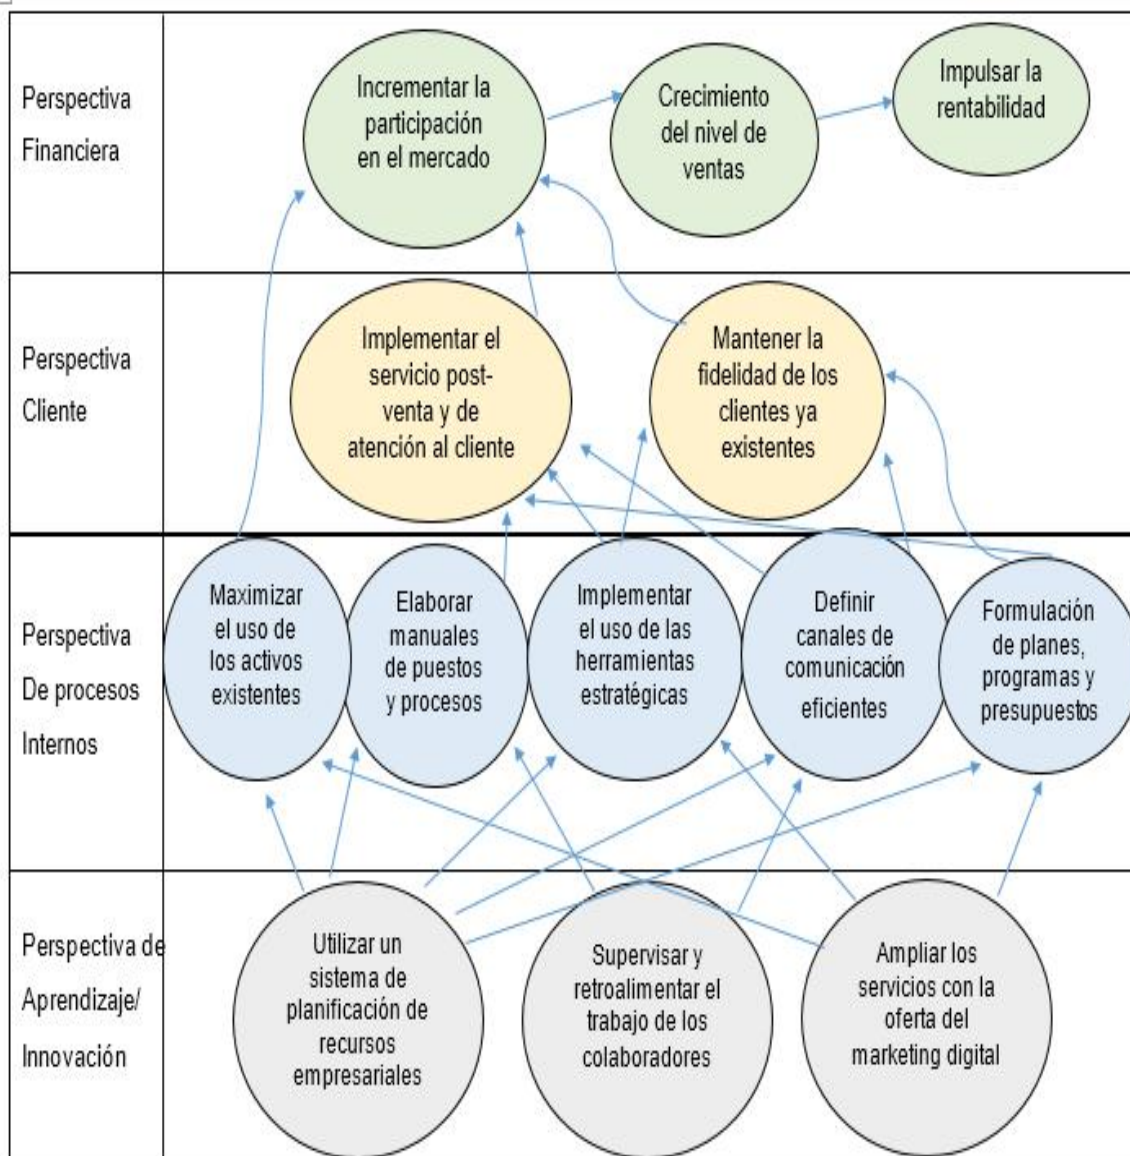 Perspectiva
Financiera
Incrementar la
participación
en el mercado
Crecimiento
del nivel de
ventas
Impulsar la
rentabilidad
Perspectiva
Cliente
Implementar el
servicio post-
venta y de
atención al cliente
Mantener la
fidelidad de los
clientes ya
existentes
Perspectiva
De procesos
Internos
Maximizar
el uso de
los activos
existentes
Elaborar
manuales
de puestos
y procesos
Implementar
el uso de las
herramientas
estratégicas
Definir
canales de
comunicación
eficientes
Formulación
de planes,
programas y
presupuestos
Perspectiva de
Aprendizaje/
Innovación
Utilizar un
sistema de
planificación de
recursos
empresariales
Supervisar y
retroalimentar el
trabajo de los
colaboradores
Ampliar los
servicios con la
oferta del
marketing digital